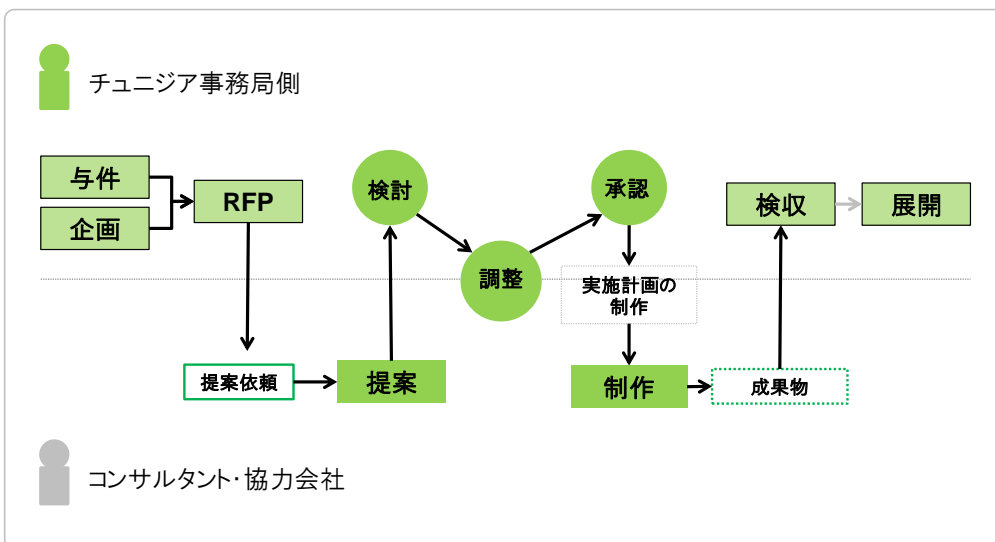 チュニジア事務局側
与件
企画
RFP
検討
調整
承認
検収
展開
実施計画の
制作
提案依頼
提案
制作
成果物
コンサルタント・協力会社